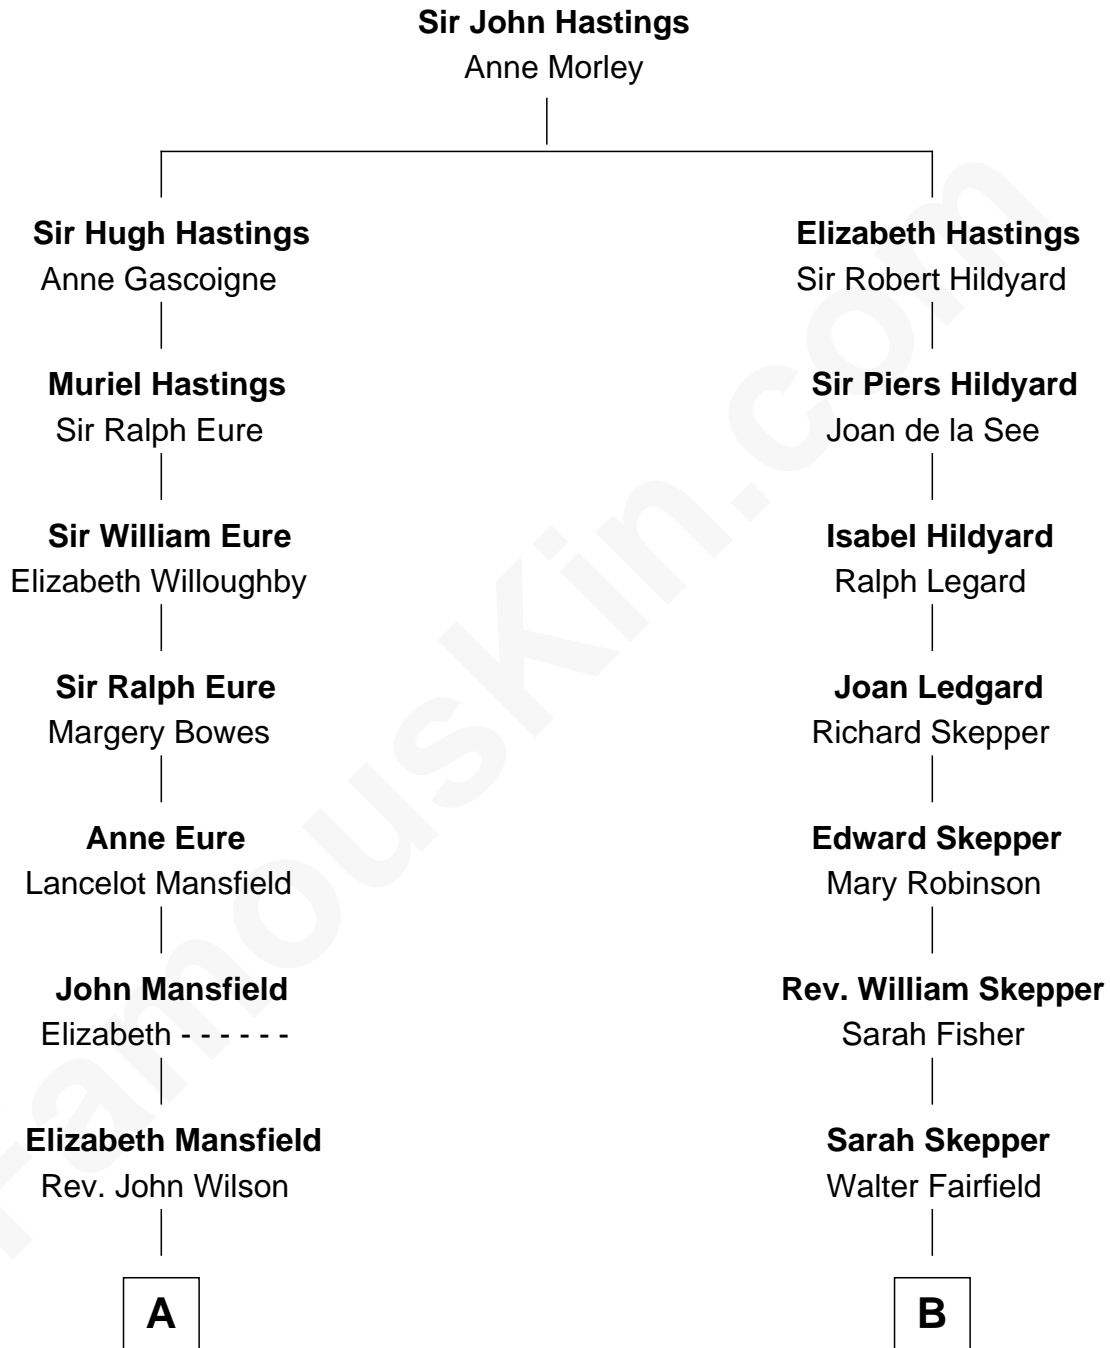 Sir John Hastings
Anne Morley
Sir Hugh Hastings
Anne Gascoigne
Muriel Hastings
Sir Ralph Eure
Sir William Eure
Elizabeth Willoughby
Sir Ralph Eure
Margery Bowes
Anne Eure
Lancelot Mansfield
John Mansfield
Elizabeth - - - - - -
Elizabeth Mansfield
Rev. John Wilson
A
Elizabeth Hastings
Sir Robert Hildyard
Sir Piers Hildyard
Joan de la See
Isabel Hildyard
Ralph Legard
Joan Ledgard
Richard Skepper
Edward Skepper
Mary Robinson
Rev. William Skepper
Sarah Fisher
Sarah Skepper
Walter Fairfield
B
FamousKin.com